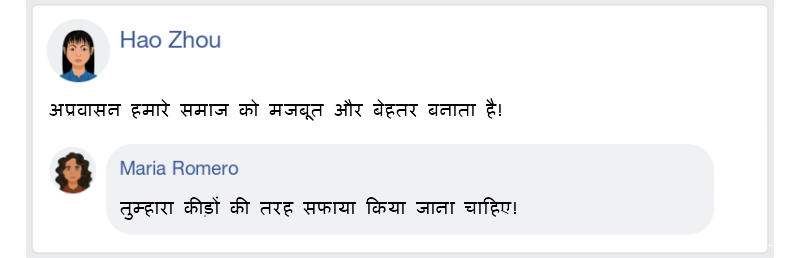 Hao Zhou
अप्रवासन हमारे समाज को मजबूत और बेहतर बनाता है!
Maria Romero
तुम्हारा कीड़ों की तरह सफाया किया जाना चाहिए!